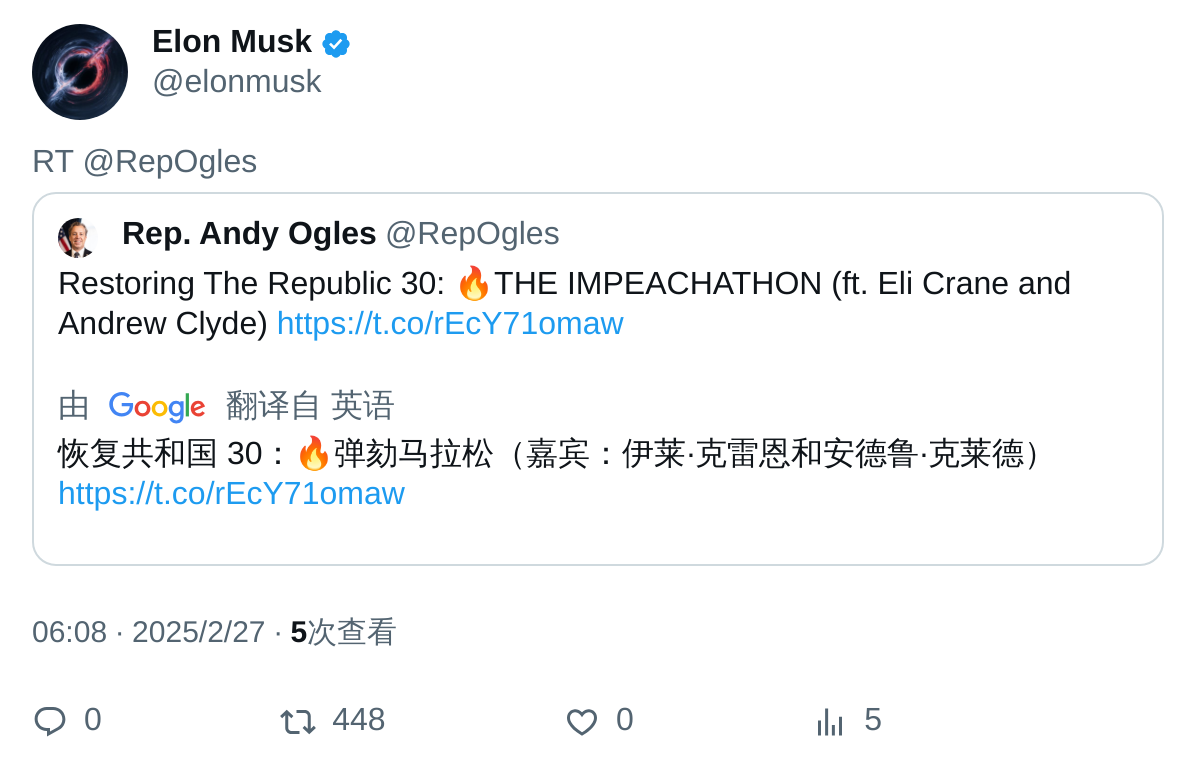 Elon Musk
@elonmusk
RT @RepOgles
Rep. Andy Ogles @RepOgles
Restoring The Republic 30: 🔥THE IMPEACHATHON (ft. Eli Crane and
Andrew Clyde) https://t.co/rEcY71omaw
由 Google 翻译自 英语
恢复共和国 30：🔥弹劾马拉松（嘉宾：伊莱·克雷恩和安德鲁·克莱德）
https://t.co/rEcY71omaw
06:08 · 2025/2/27 · 5次查看
0 448 0 5